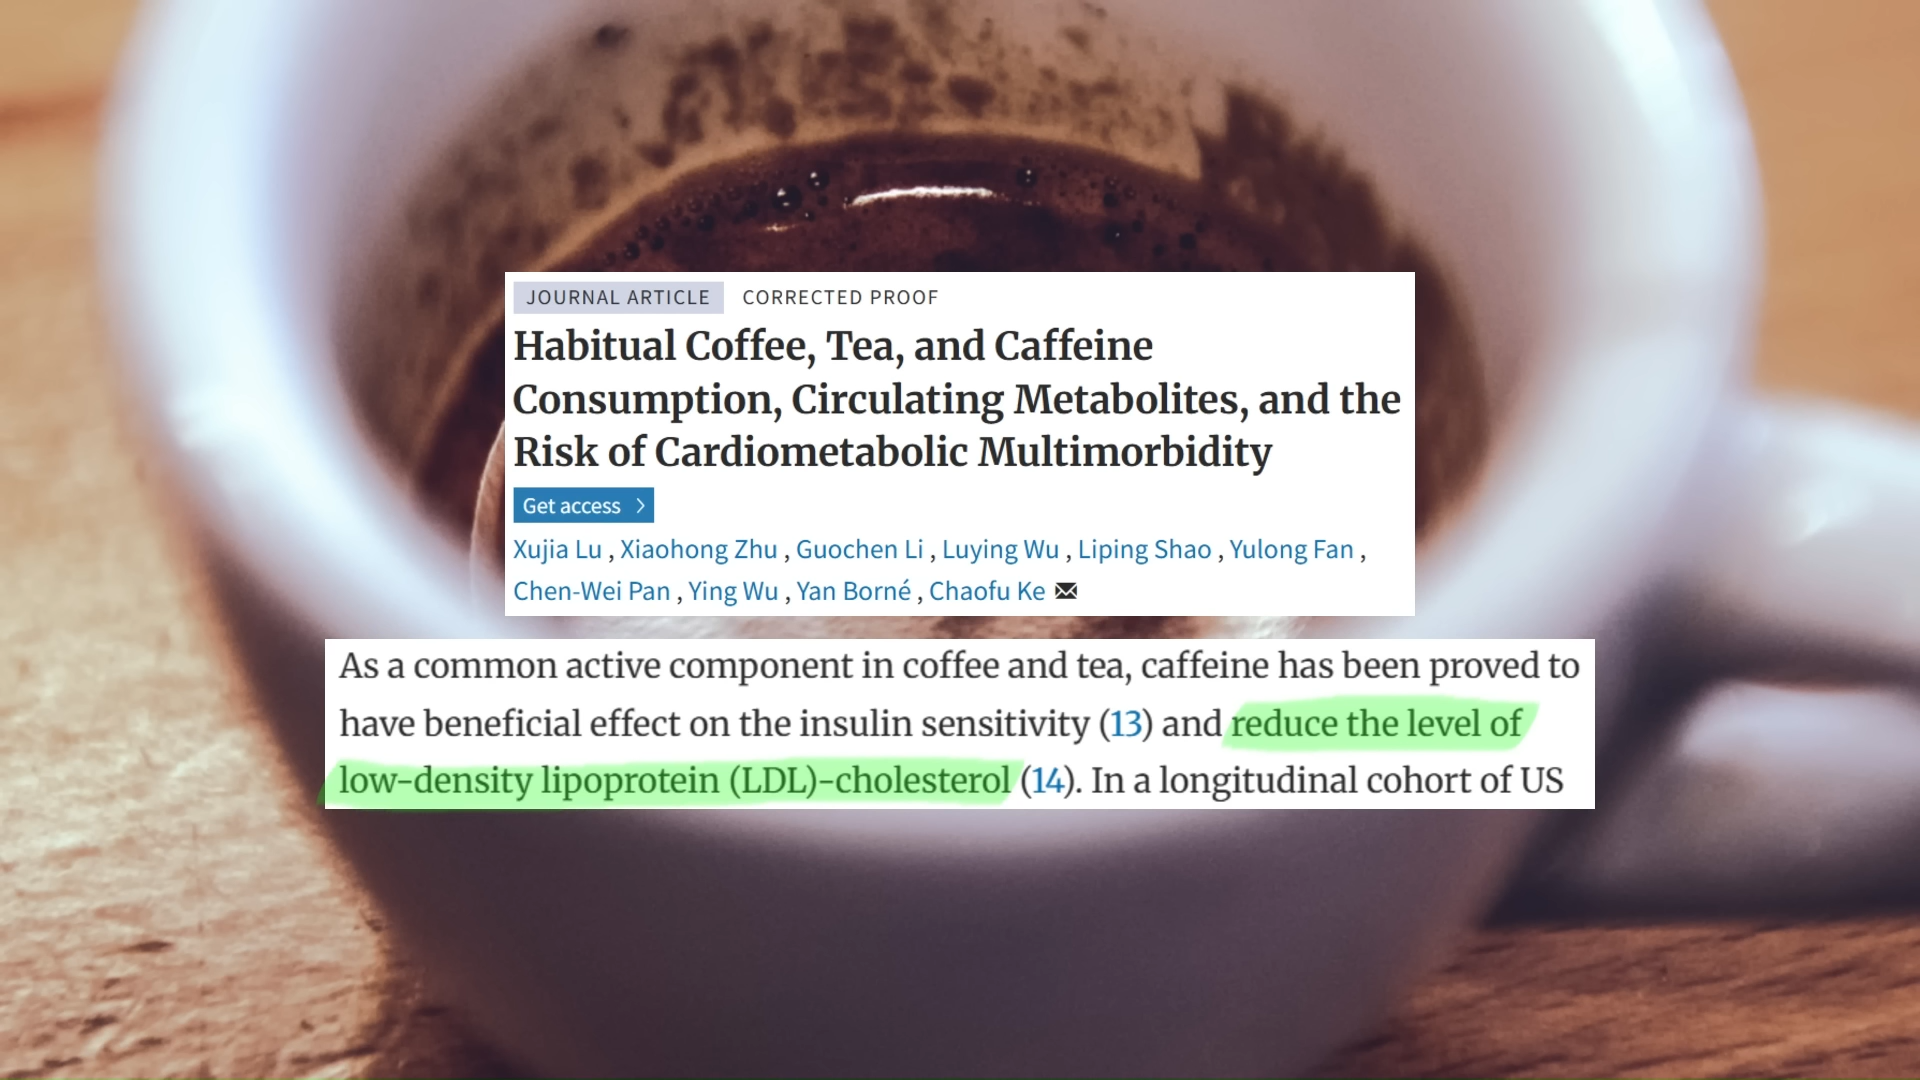 JOURNAL ARTICLE CORRECTED PROOF
Habitual Coffee, Tea, and Caffeine
Consumption, Circulating Metabolites, and the
Risk of Cardiometabolic Multimorbidity
Get access >
Xujia Lu , Xiaohong Zhu , Guochen Li , Luying Wu , Liping Shao , Yulong Fan ,
Chen-Wei Pan , Ying Wu , Yan Borné , Chaofu Ke
As a common active component in coffee and tea, caffeine has been proved to
have beneficial effect on the insulin sensitivity (13) and reduce the level of
low-density lipoprotein (LDL)-cholesterol (14). In a longitudinal cohort of US